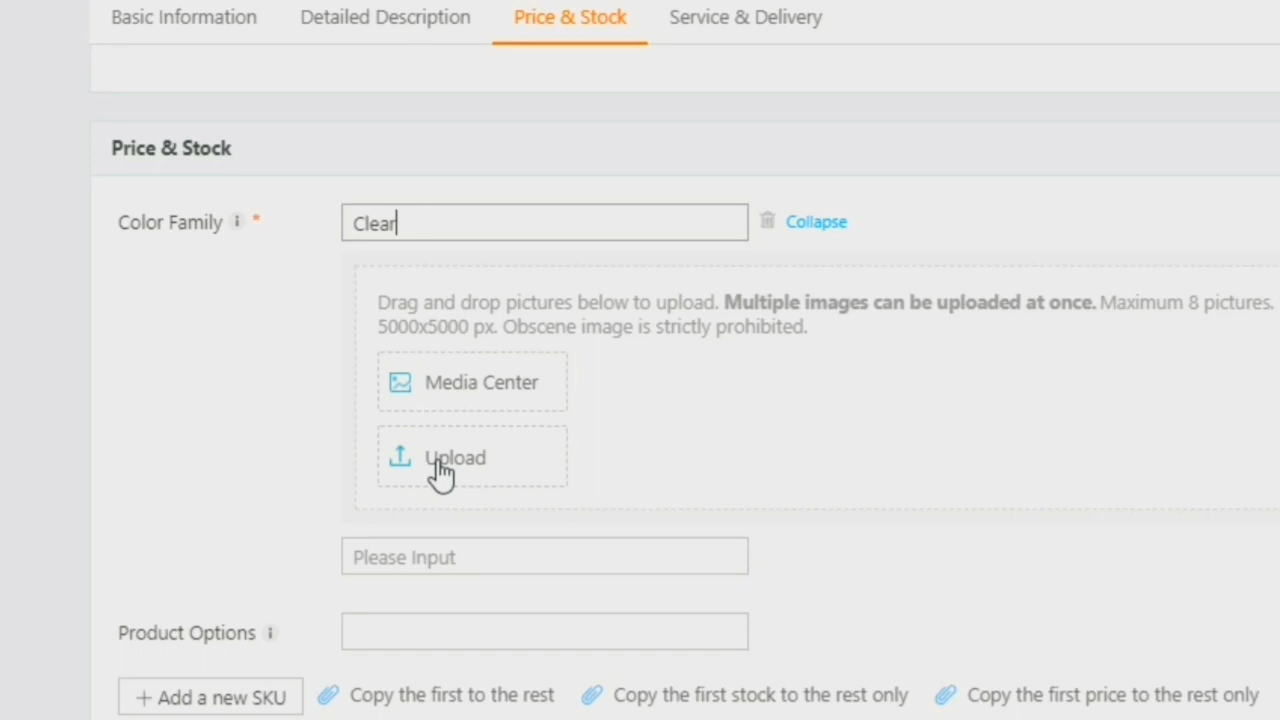 Basic Information Detailed Description Price & Stock Service & Delivery
Price & Stock
Color Family i * Clear Collapse
Drag and drop pictures below to upload. Multiple images can be uploaded at once. Maximum 8 pictures.
5000x5000 px. Obscene image is strictly prohibited.
Media Center
Upload
Please Input
Product Options i
+ Add a new SKU Copy the first to the rest Copy the first stock to the rest only Copy the first price to the rest only